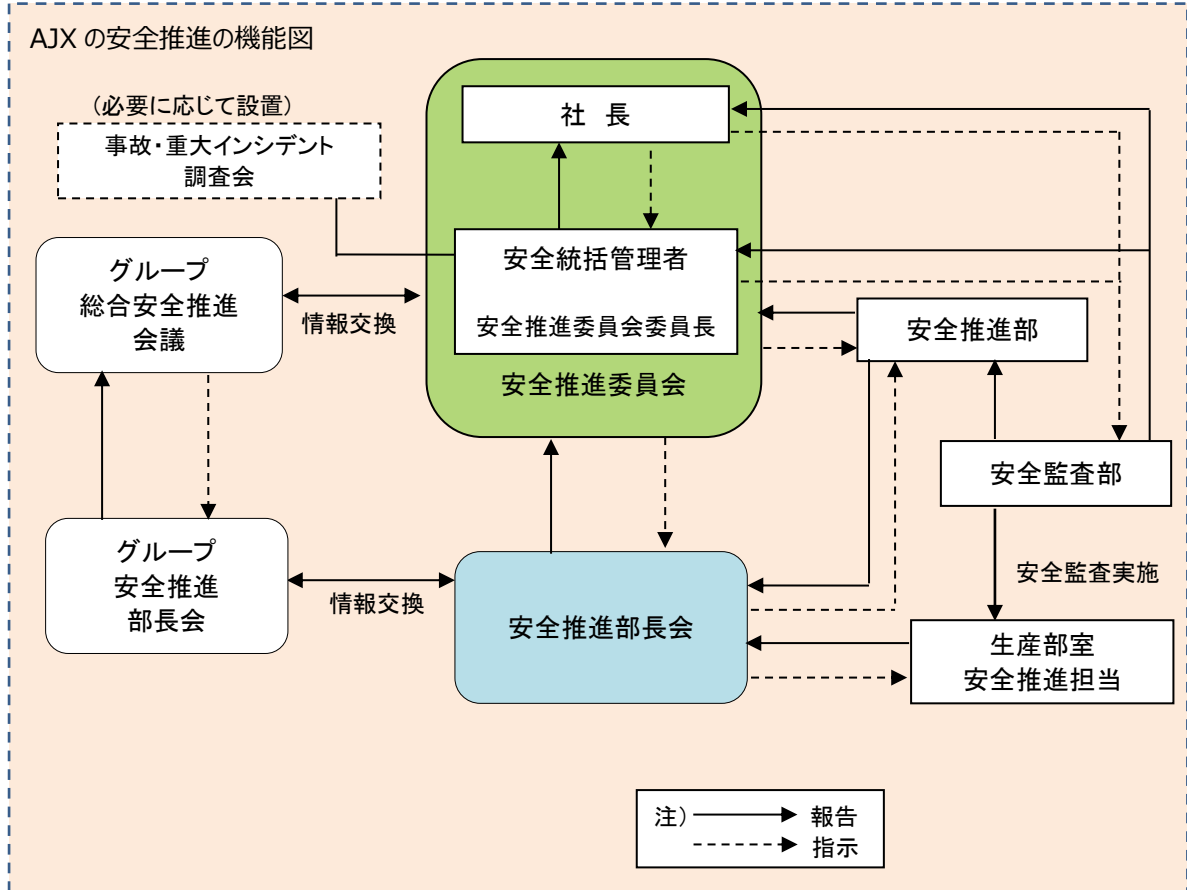 AJX の安全推進の機能図
(必要に応じて設置)
事故・重大インシデント
調査会
社 長
安全統括管理者
安全推進委員会委員長
安全推進委員会
グループ
総合安全推進
会議
情報交換
安全推進部
安全監査部
安全監査実施
グループ
安全推進
部長会
情報交換
安全推進部長会
生産部室
安全推進担当
注) 報告
指示